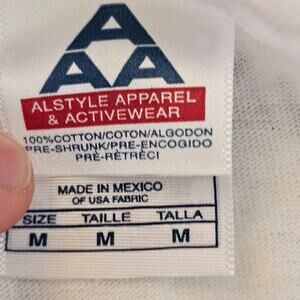 AAA
ALSTYLE APPAREL
& ACTIVEWEAR
100%COTTON/COTON/ALGODON
PRE-SHRUNK/PRE-ENCOGIDO
PRÉ-RÉTRÉCI
MADE IN MEXICO
OF USA FABRIC
SIZE TAILLE TALLA
M M M